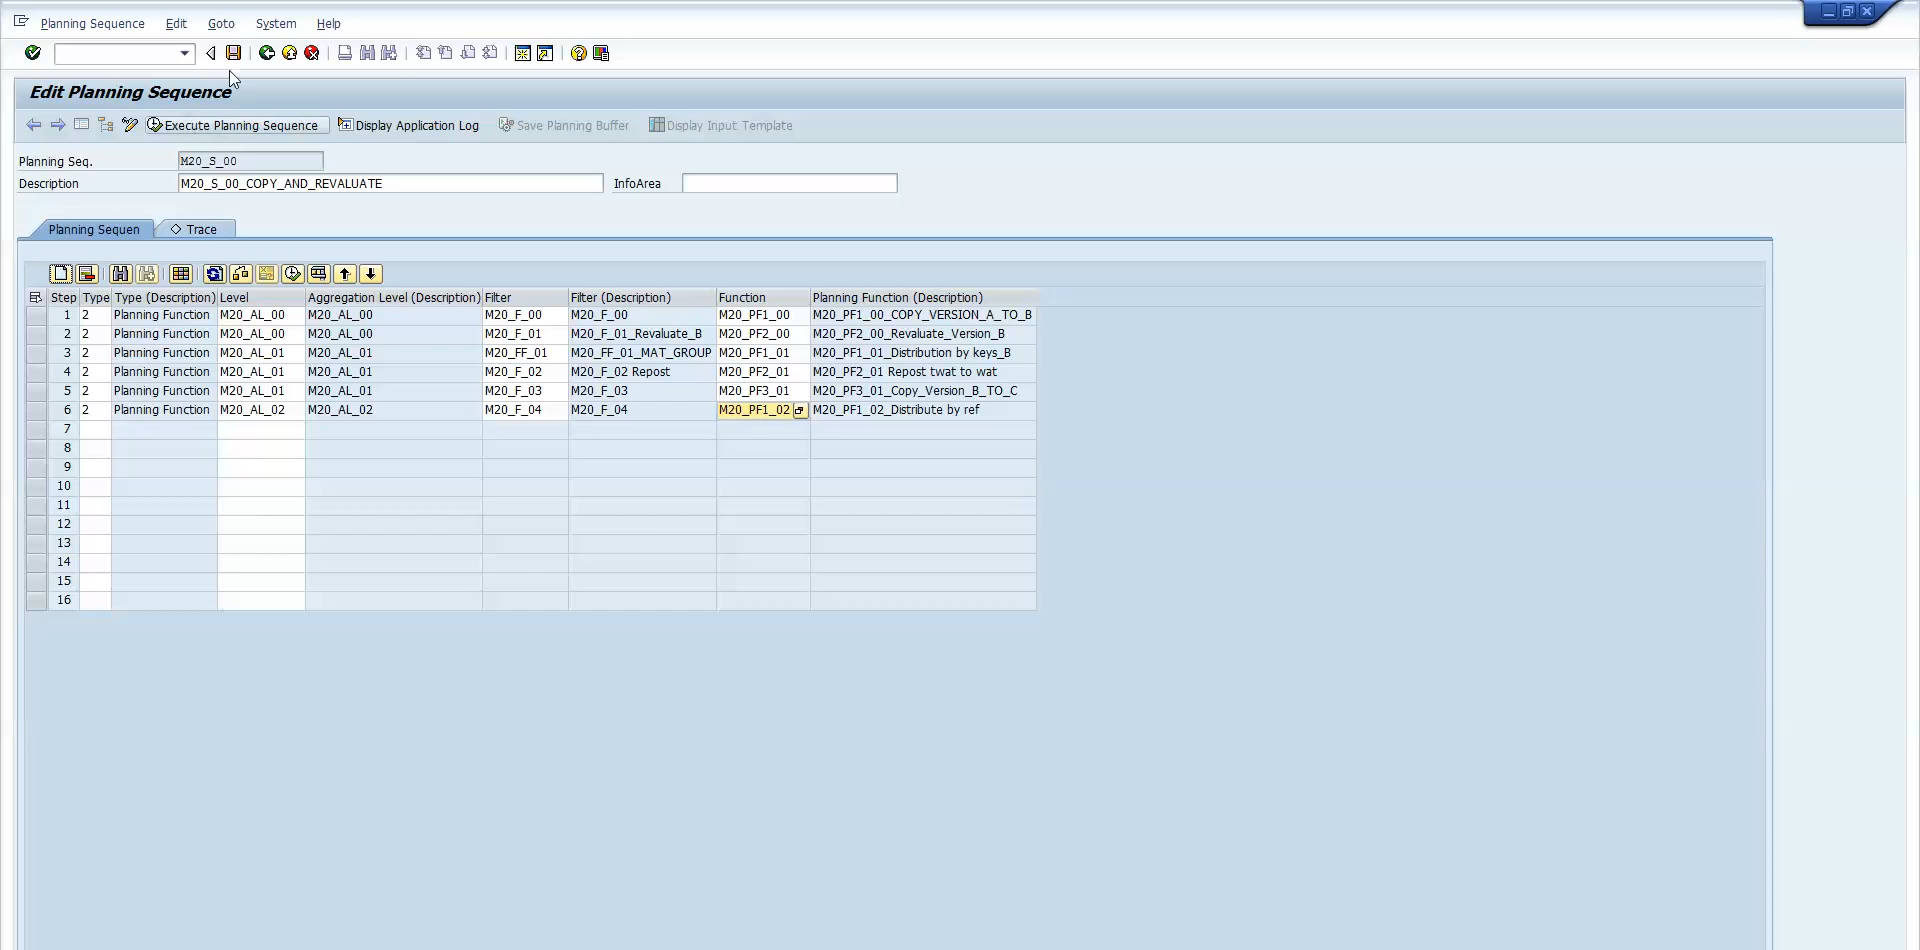 Planning Sequence Edit Goto System Help
Edit Planning Sequence
Execute Planning Sequence Display Application Log Save Planning Buffer Display Input Template
Planning Seq. M20_S_00
Description M20_S_00_COPY_AND_REVALUATE InfoArea
Planning Sequen Trace
Step Type Type (Description) Level Aggregation Level (Description) Filter Filter (Description) Function Planning Function (Description)
1 2 Planning Function M20_AL_00 M20_AL_00 M20_F_00 M20_F_00 M20_PF1_00 M20_PF1_00_COPY_VERSION_A_TO_B
2 2 Planning Function M20_AL_00 M20_AL_00 M20_F_01 M20_F_01_Revaluate_B M20_PF2_00 M20_PF2_00_Revaluate_Version_B
3 2 Planning Function M20_AL_01 M20_AL_01 M20_FF_01 M20_FF_01_MAT_GROUP M20_PF1_01 M20_PF1_01_Distribution by keys_B
4 2 Planning Function M20_AL_01 M20_AL_01 M20_F_02 M20_F_02 Repost M20_PF2_01 M20_PF2_01 Repost twat to wat
5 2 Planning Function M20_AL_01 M20_AL_01 M20_F_03 M20_F_03 M20_PF3_01 M20_PF3_01_Copy_Version_B_TO_C
6 2 Planning Function M20_AL_02 M20_AL_02 M20_F_04 M20_F_04 M20_PF1_02 M20_PF1_02_Distribute by ref
7
8
9
10
11
12
13
14
15
16